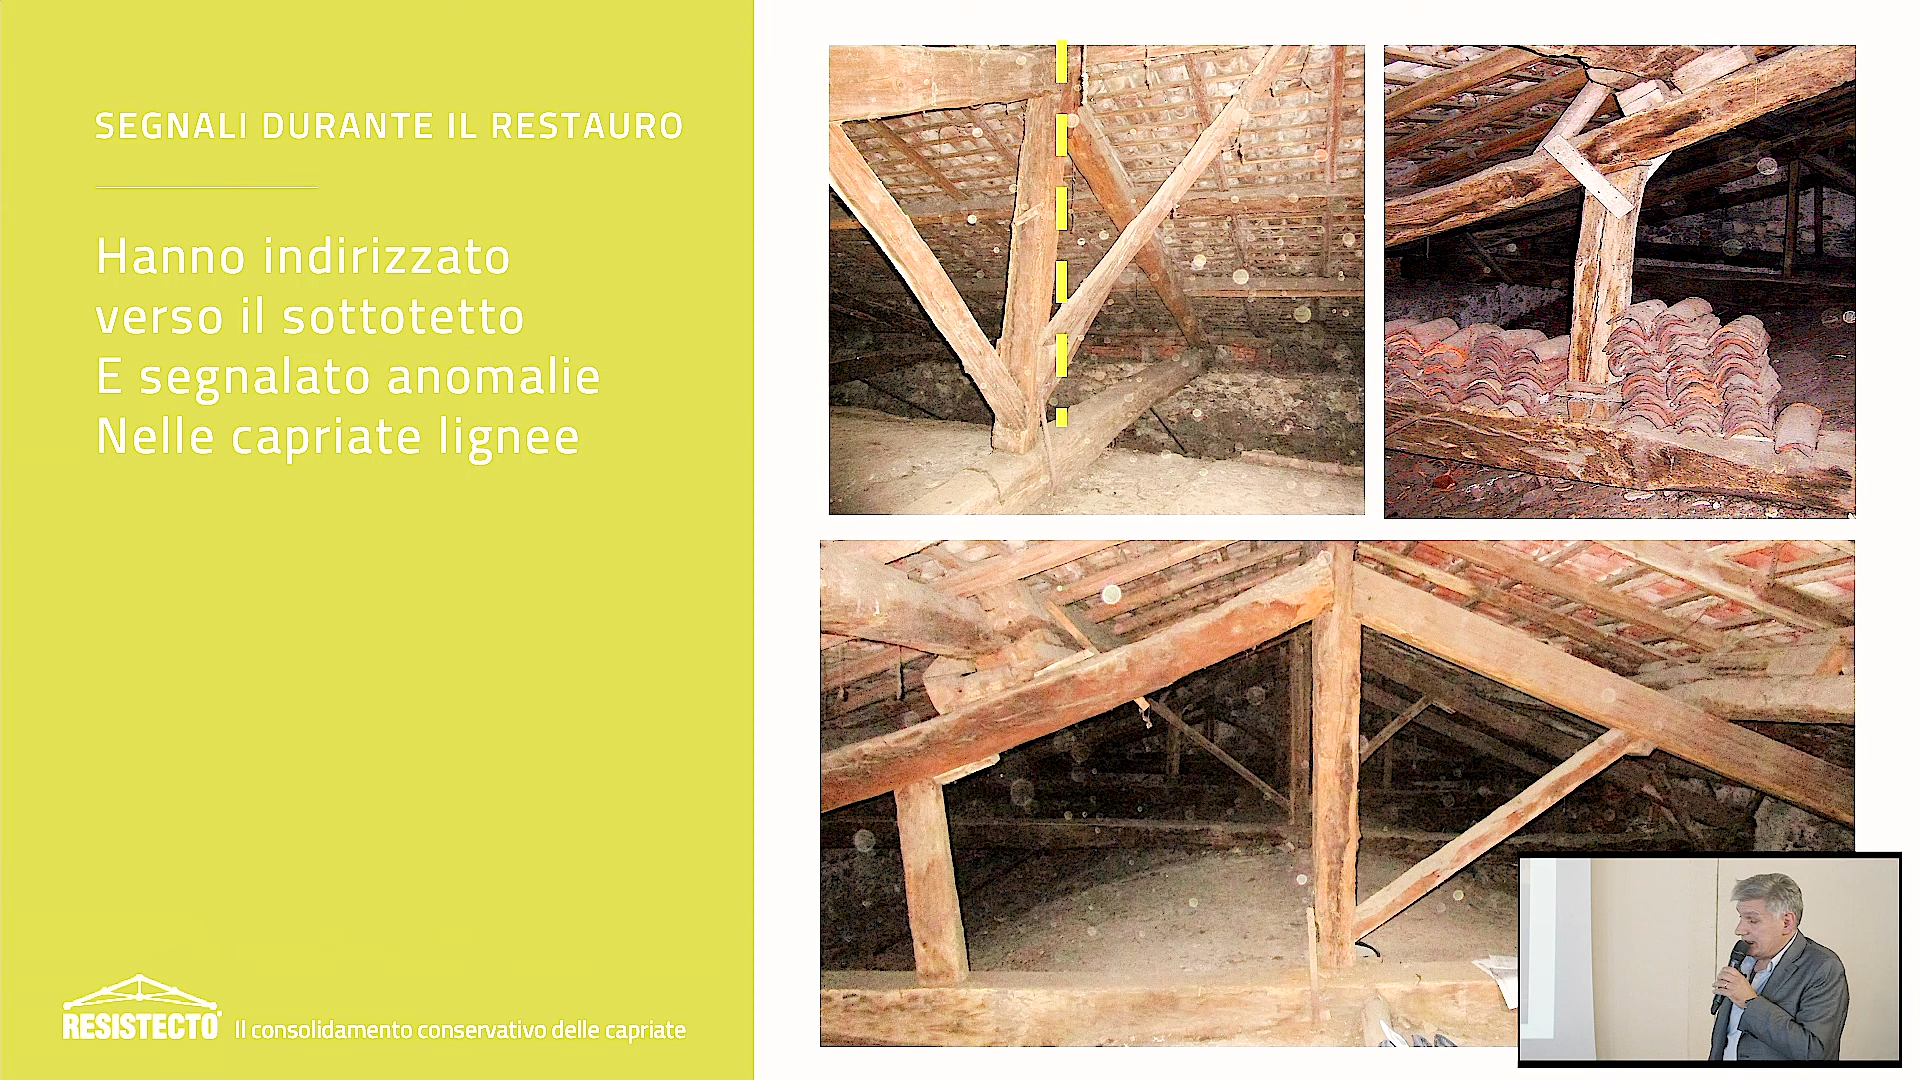 SEGNALI DURANTE IL RESTAURO
Hanno indirizzato
verso il sottotetto
E segnalato anomalie
Nelle capriate lignee
RESISTECTO Il consolidamento conservativo delle capriate